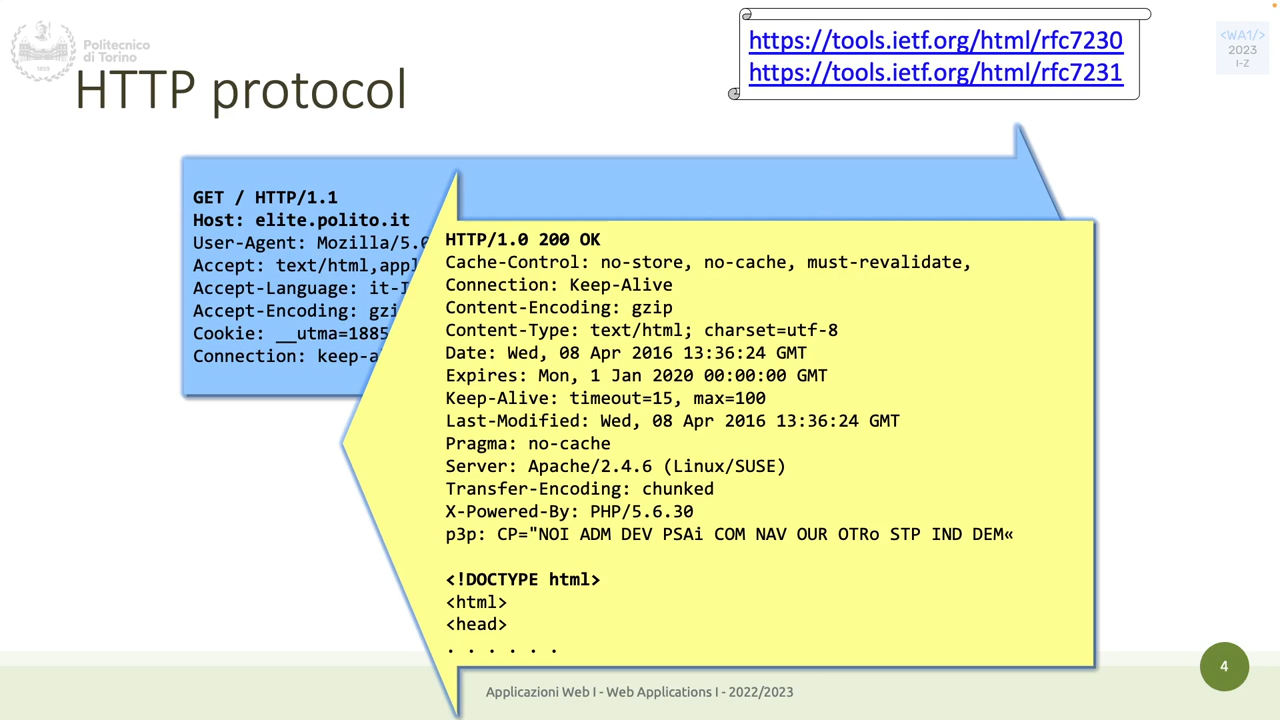 Politecnico
di Torino
HTTP protocol
https://tools.ietf.org/html/rfc7230
https://tools.ietf.org/html/rfc7231
<WA1/>
2023
I-Z
GET / HTTP/1.1
Host: elite.polito.it
User-Agent: Mozilla/5.0
Accept: text/html,appl
Accept-Language: it-I
Accept-Encoding: gzi
Cookie: __utma=1885
Connection: keep-a
HTTP/1.0 200 OK
Cache-Control: no-store, no-cache, must-revalidate,
Connection: Keep-Alive
Content-Encoding: gzip
Content-Type: text/html; charset=utf-8
Date: Wed, 08 Apr 2016 13:36:24 GMT
Expires: Mon, 1 Jan 2020 00:00:00 GMT
Keep-Alive: timeout=15, max=100
Last-Modified: Wed, 08 Apr 2016 13:36:24 GMT
Pragma: no-cache
Server: Apache/2.4.6 (Linux/SUSE)
Transfer-Encoding: chunked
X-Powered-By: PHP/5.6.30
p3p: CP="NOI ADM DEV PSAi COM NAV OUR OTRo STP IND DEM«
<!DOCTYPE html>
<html>
<head>
. . . . . .
Applicazioni Web I - Web Applications I - 2022/2023
4